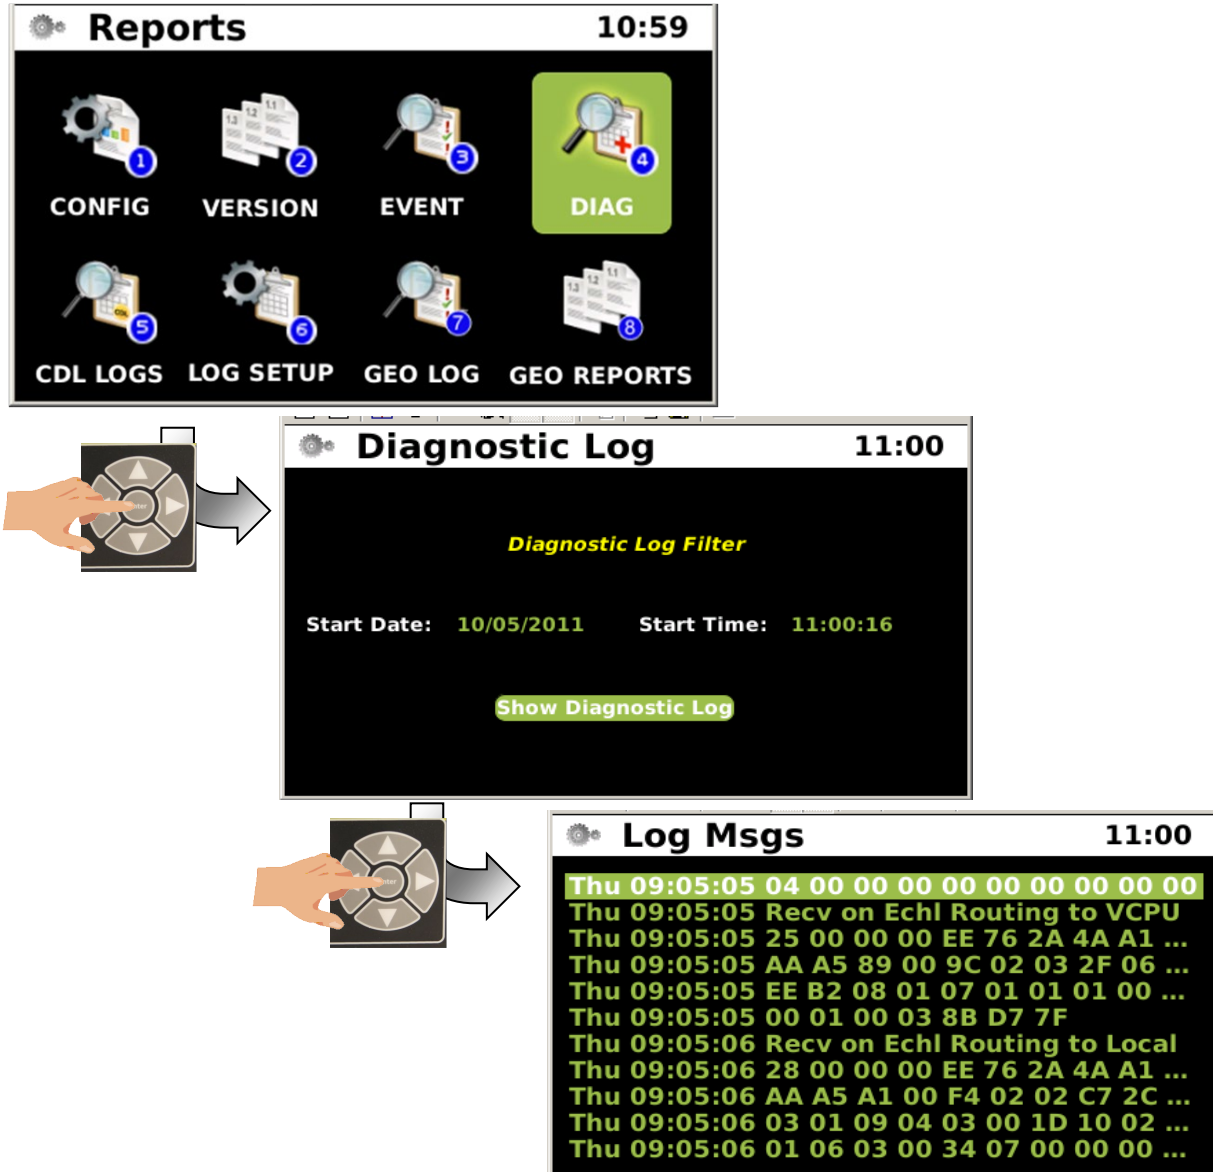 Reports 10:59
1 2 3 4
CONFIG VERSION EVENT DIAG
5 6 7 8
CDL LOGS LOG SETUP GEO LOG GEO REPORTS
Diagnostic Log 11:00
Diagnostic Log Filter
Start Date: 10/05/2011 Start Time: 11:00:16
Show Diagnostic Log
Log Msgs 11:00
Thu 09:05:05 04 00 00 00 00 00 00 00 00 00
Thu 09:05:05 Recv on Echl Routing to VCPU
Thu 09:05:05 25 00 00 00 EE 76 2A 4A A1 ...
Thu 09:05:05 AA A5 89 00 9C 02 03 2F 06 ...
Thu 09:05:05 EE B2 08 01 07 01 01 01 00 ...
Thu 09:05:05 00 01 00 03 8B D7 7F
Thu 09:05:06 Recv on Echl Routing to Local
Thu 09:05:06 28 00 00 00 EE 76 2A 4A A1 ...
Thu 09:05:06 AA A5 A1 00 F4 02 02 C7 2C ...
Thu 09:05:06 03 01 09 04 03 00 1D 10 02 ...
Thu 09:05:06 01 06 03 00 34 07 00 00 00 ...